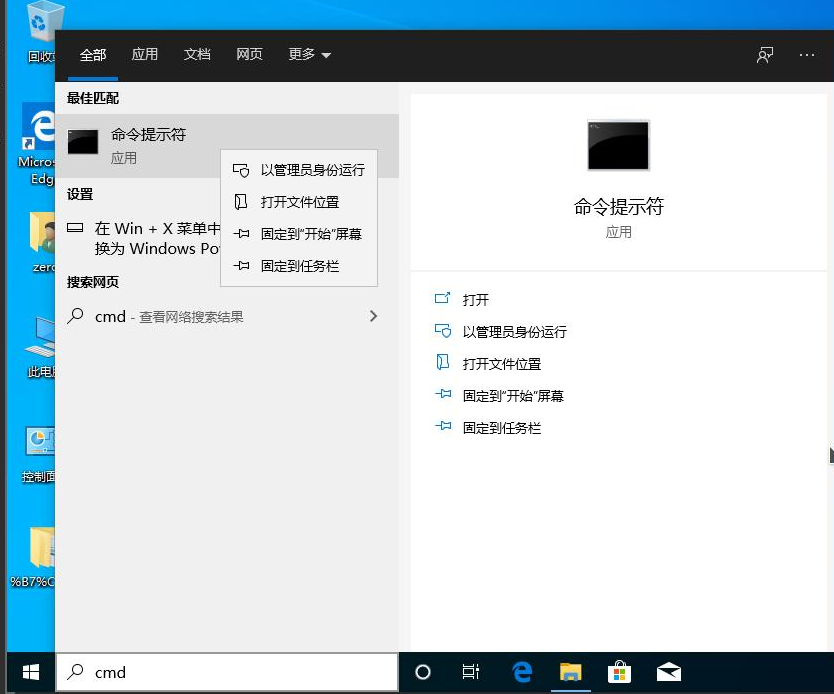 回收
全部 应用 文档 网页 更多
最佳匹配
命令提示符
应用
以管理员身份运行
打开文件位置
固定到"开始"屏幕
固定到任务栏
设置
在 Win + X 菜单中
换为 Windows Po
搜索网页
cmd - 查看网络搜索结果
命令提示符
应用
打开
以管理员身份运行
打开文件位置
固定到"开始"屏幕
固定到任务栏
Micros
Edg
zero
此电
控制面
%B7%C
cmd